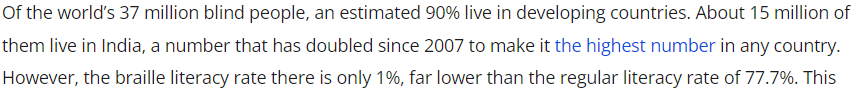 Of the world’s 37 million blind people, an estimated 90% live in developing countries. About 15 million of
them live in India, a number that has doubled since 2007 to make it the highest number in any country.
However, the braille literacy rate there is only 1%, far lower than the regular literacy rate of 77.7%. This